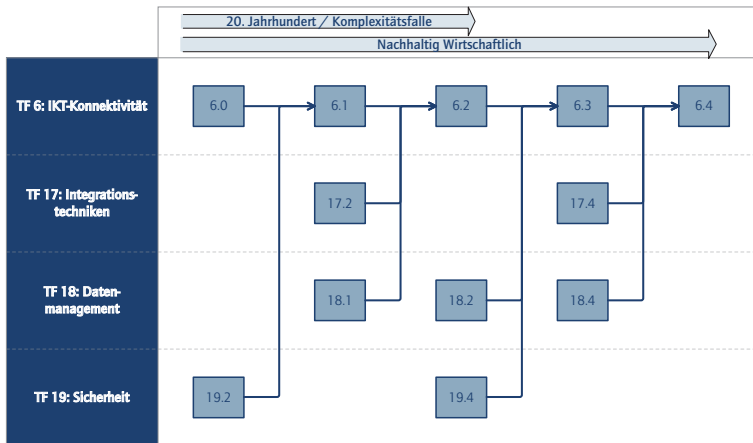 20. Jahrhundert / Komplexitätsfalle
Nachhaltig Wirtschaftlich
TF 6: IKT-Konnektivität
6.0
6.1
6.2
6.3
6.4
TF 17: Integrations-
techniken
17.2
17.4
TF 18: Daten-
management
18.1
18.2
18.4
TF 19: Sicherheit
19.2
19.4